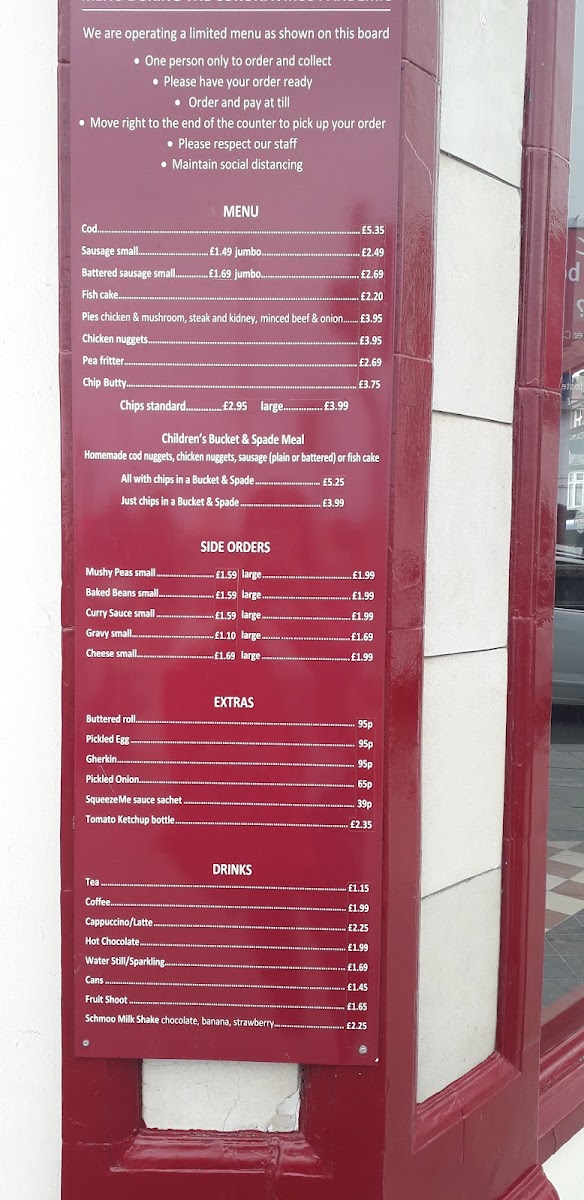 MENU DURING THE CORONAVIRUS PANDEMIC
We are operating a limited menu as shown on this board
• One person only to order and collect
• Please have your order ready
• Order and pay at till
• Move right to the end of the counter to pick up your order
• Please respect our staff
• Maintain social distancing
MENU
Cod £5.35
Sausage small £1.49 jumbo £2.49
Battered sausage small £1.69 jumbo £2.69
Fish cake £2.20
Pies chicken & mushroom, steak and kidney, minced beef & onion £3.95
Chicken nuggets £3.95
Pea fritter £2.69
Chip Butty £3.75
Chips standard £2.95 large £3.99
Children's Bucket & Spade Meal
Homemade cod nuggets, chicken nuggets, sausage (plain or battered) or fish cake
All with chips in a Bucket & Spade £5.25
Just chips in a Bucket & Spade £3.99
SIDE ORDERS
Mushy Peas small £1.59 large £1.99
Baked Beans small £1.59 large £1.99
Curry Sauce small £1.59 large £1.99
Gravy small £1.10 large £1.69
Cheese small £1.69 large £1.99
EXTRAS
Buttered roll 95p
Pickled Egg 95p
Gherkin 95p
Pickled Onion 65p
SqueezeMe sauce sachet 39p
Tomato Ketchup bottle £2.35
DRINKS
Tea £1.15
Coffee £1.99
Cappuccino/Latte £2.25
Hot Chocolate £1.99
Water Still/Sparkling £1.69
Cans £1.45
Fruit Shoot £1.65
Schmoo Milk Shake chocolate, banana, strawberry £2.25